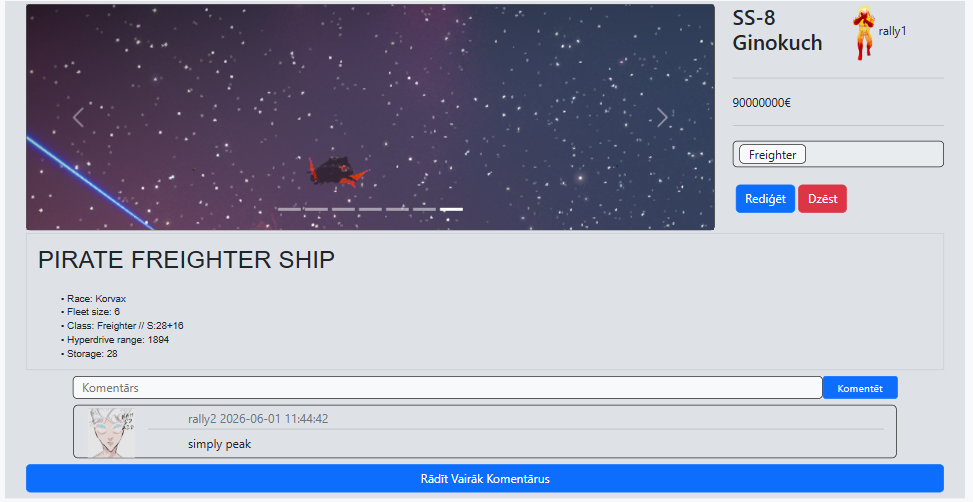 SS-8
Ginokuch
rally1
90000000€
Freighter
Rediģēt
Dzēst
PIRATE FREIGHTER SHIP
• Race: Korvax
• Fleet size: 6
• Class: Freighter // S:28+16
• Hyperdrive range: 1894
• Storage: 28
Komentārs
Komentēt
rally2 2026-06-01 11:44:42
simply peak
Rādīt Vairāk Komentārus